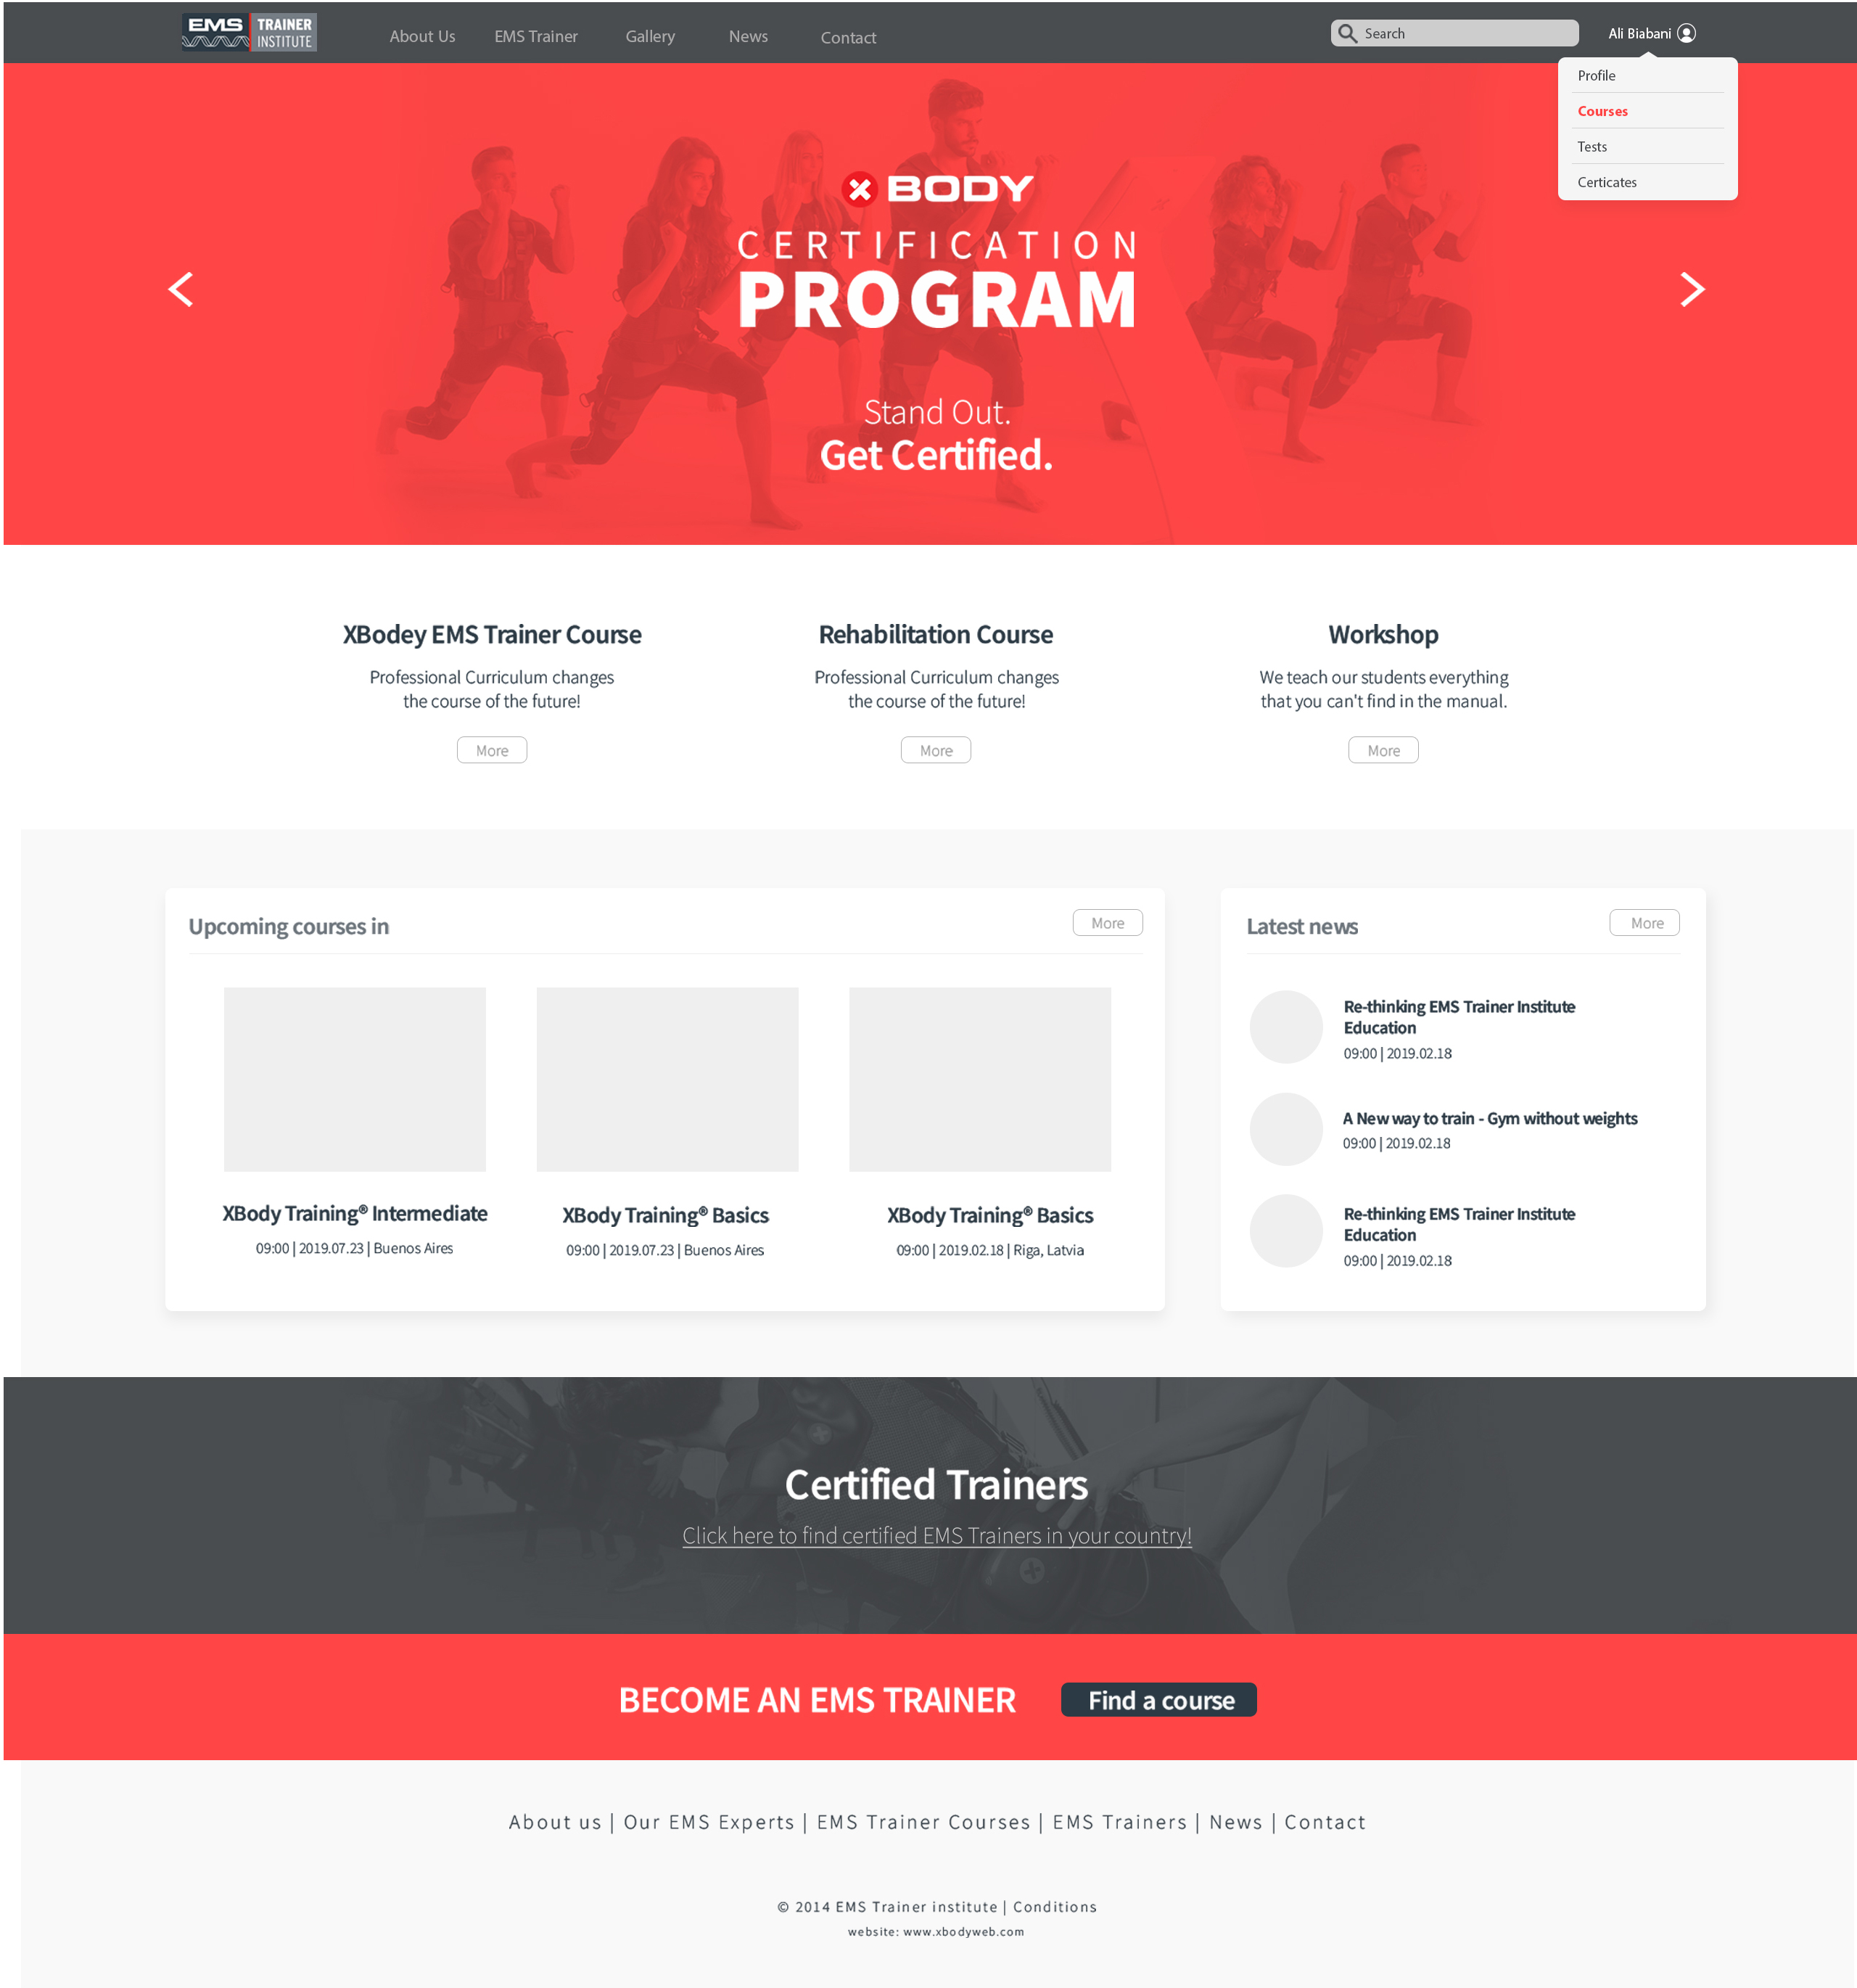 EMS TRAINER INSTITUTE
About Us EMS Trainer Gallery News Contact
Search
Ali Biabani
Profile
Courses
Tests
Certicates
BODY
CERTIFICATION
PROGRAM
Stand Out.
Get Certified.
XBodey EMS Trainer Course
Professional Curriculum changes
the course of the future!
More
Rehabilitation Course
Professional Curriculum changes
the course of the future!
More
Workshop
We teach our students everything
that you can't find in the manual.
More
Upcoming courses in
More
XBody Training® Intermediate
09:00 | 2019.07.23 | Buenos Aires
XBody Training® Basics
09:00 | 2019.07.23 | Buenos Aires
XBody Training® Basics
09:00 | 2019.02.18 | Riga, Latvia
Latest news
More
Re-thinking EMS Trainer Institute
Education
09:00 | 2019.02.18
A New way to train - Gym without weights
09:00 | 2019.02.18
Re-thinking EMS Trainer Institute
Education
09:00 | 2019.02.18
Certified Trainers
Click here to find certified EMS Trainers in your country!
BECOME AN EMS TRAINER
Find a course
About us | Our EMS Experts | EMS Trainer Courses | EMS Trainers | News | Contact
© 2014 EMS Trainer institute | Conditions
website: www.xbodyweb.com